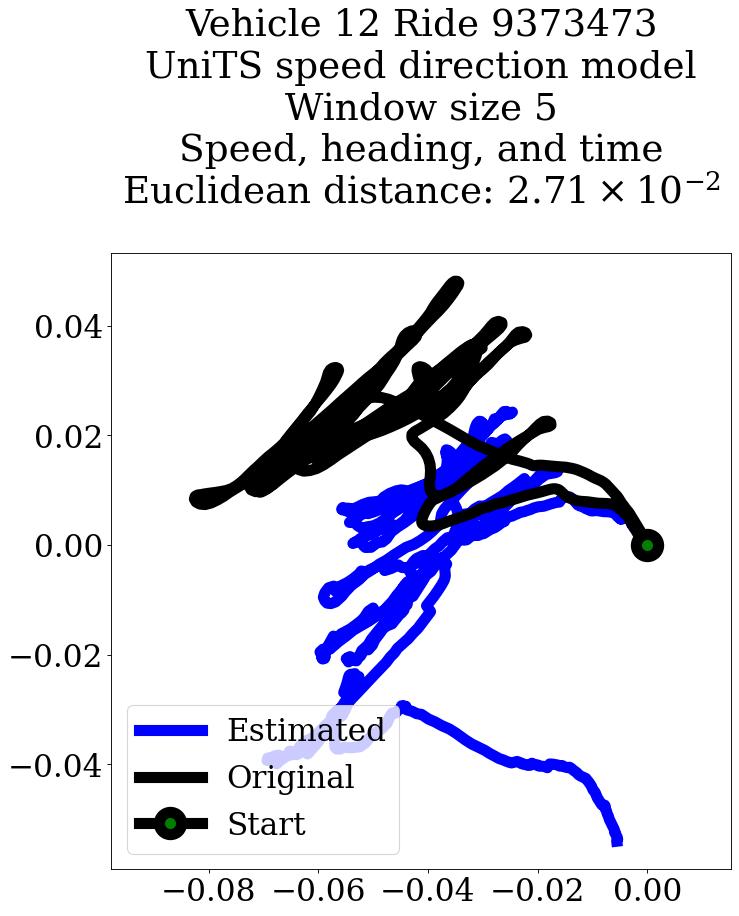 Vehicle 12 Ride 9373473
UniTS speed direction model
Window size 5
Speed, heading, and time
Euclidean distance: 2.71 × 10⁻²
0.04
0.02
0.00
−0.02
−0.04
Estimated
Original
Start
−0.08 −0.06 −0.04 −0.02 0.00